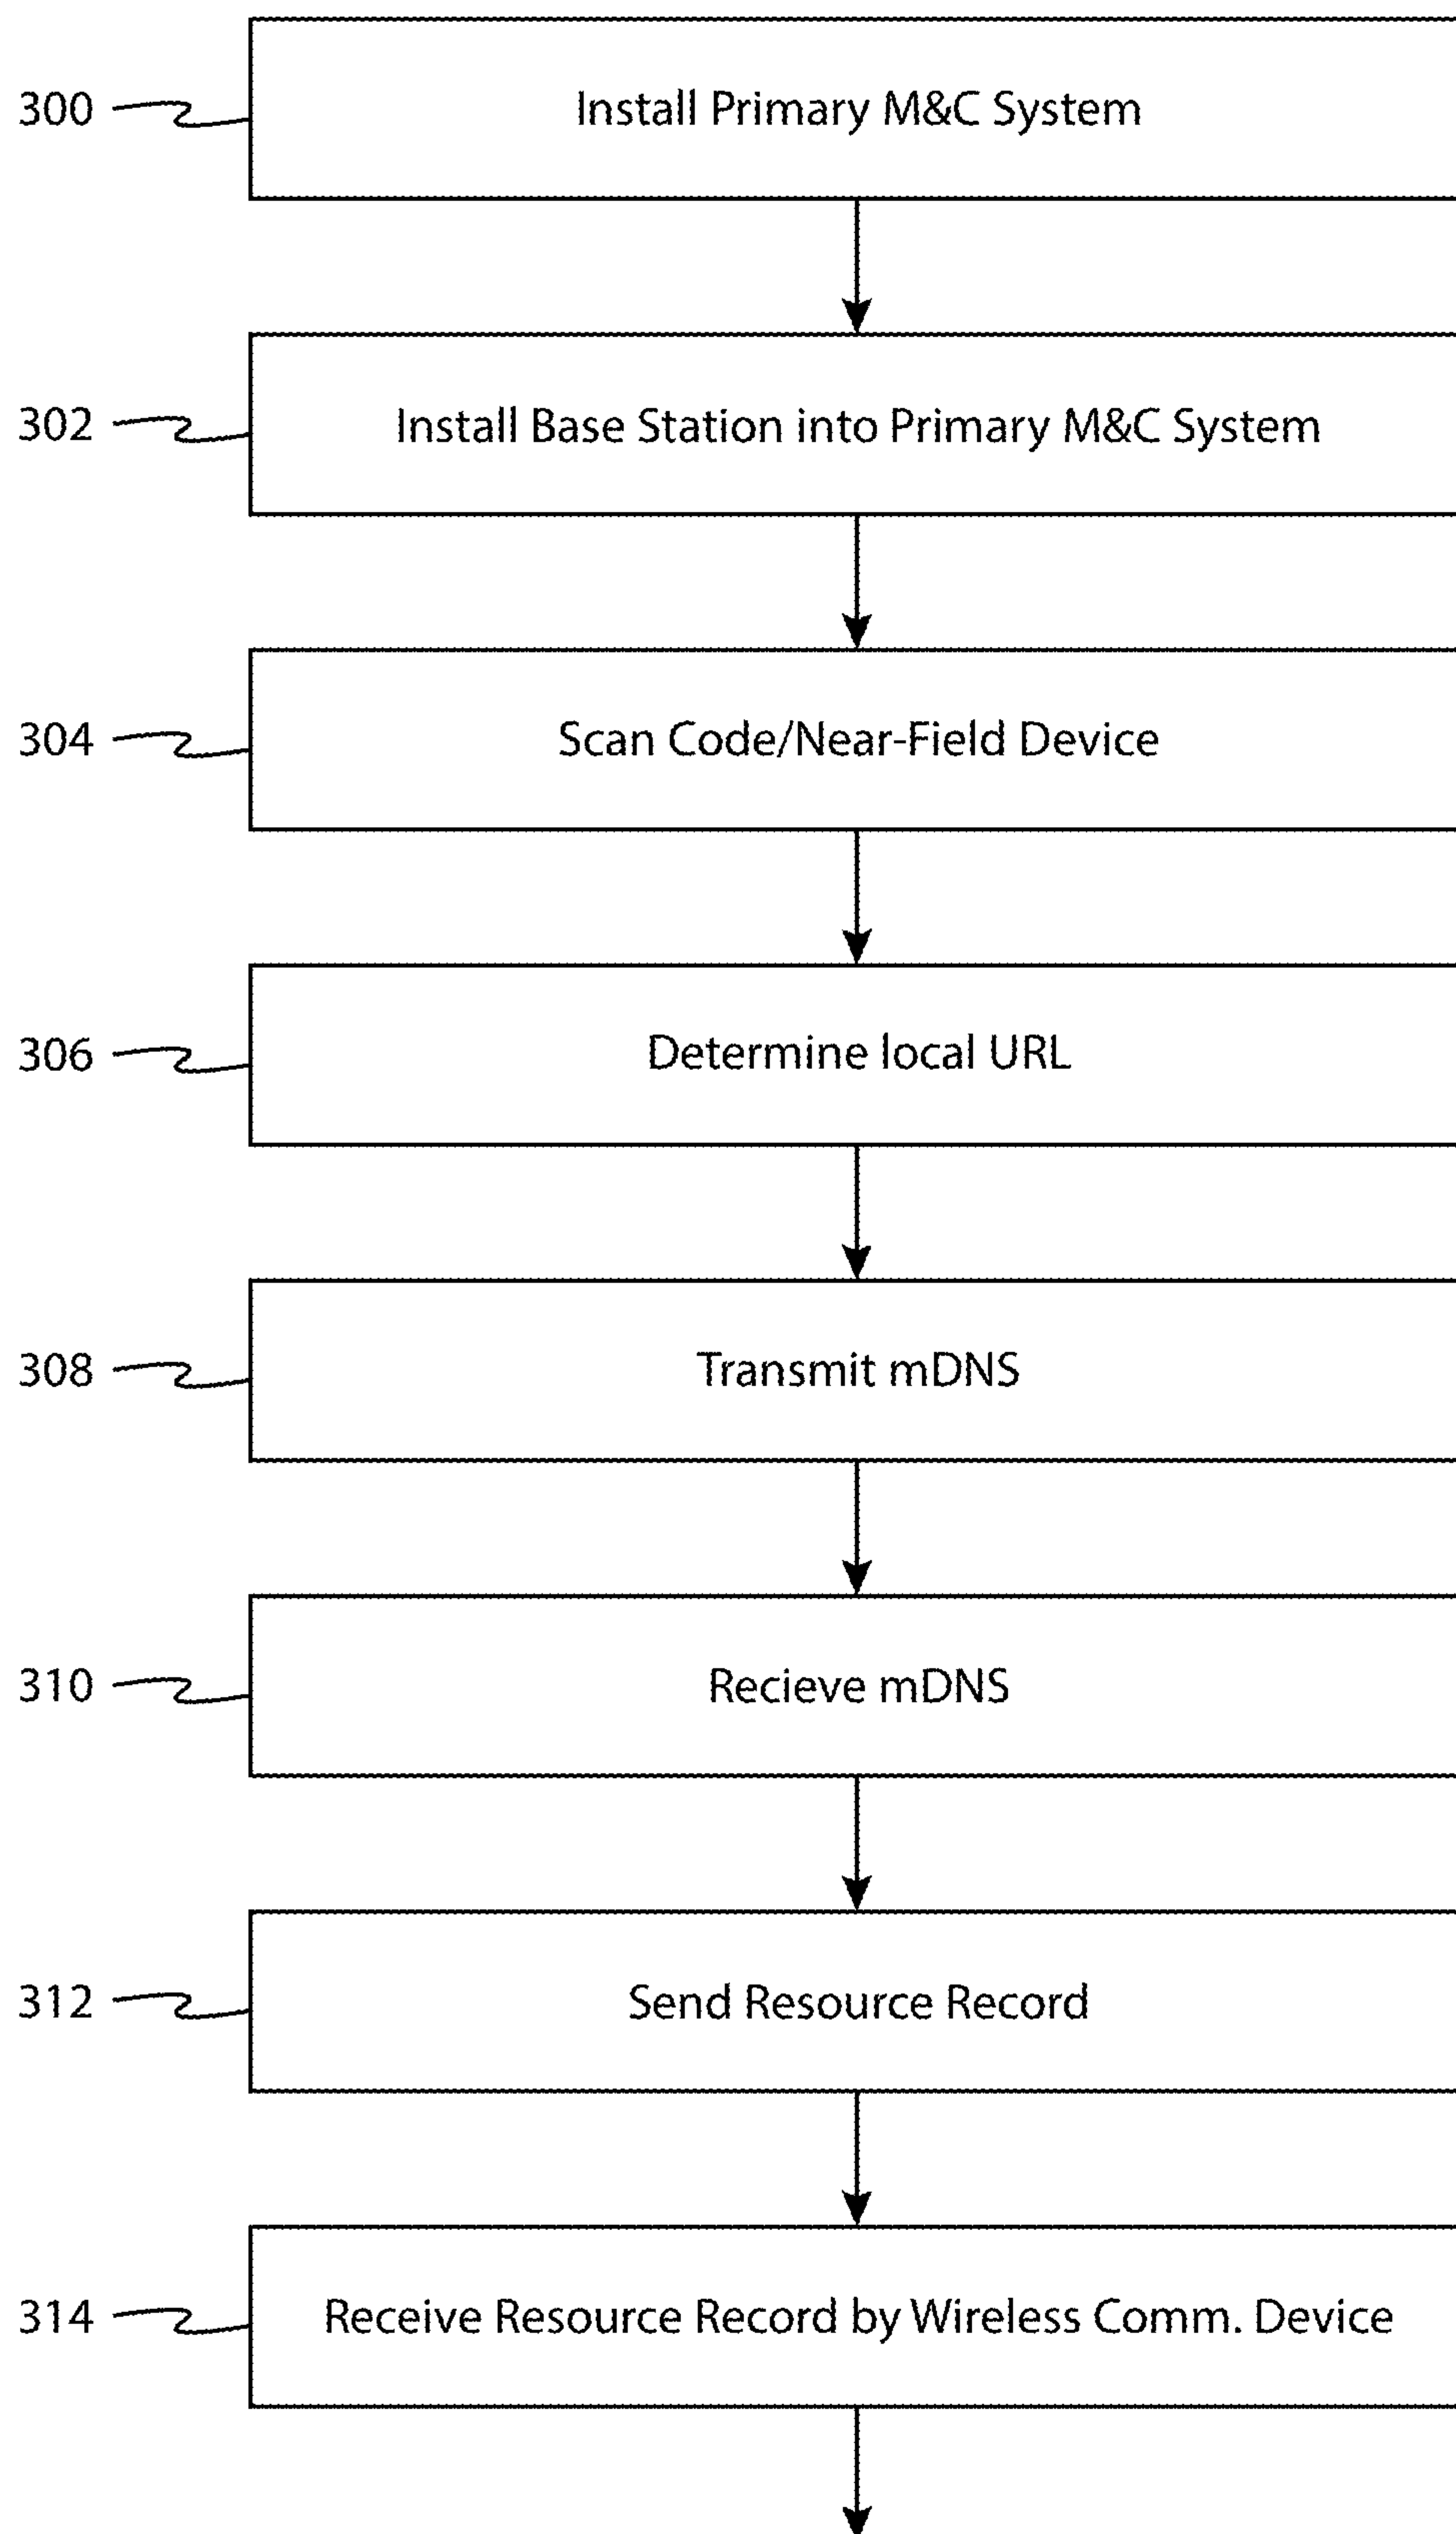 300 Install Primary M&C System
302 Install Base Station into Primary M&C System
304 Scan Code/Near-Field Device
306 Determine local URL
308 Transmit mDNS
310 Recieve mDNS
312 Send Resource Record
314 Receive Resource Record by Wireless Comm. Device